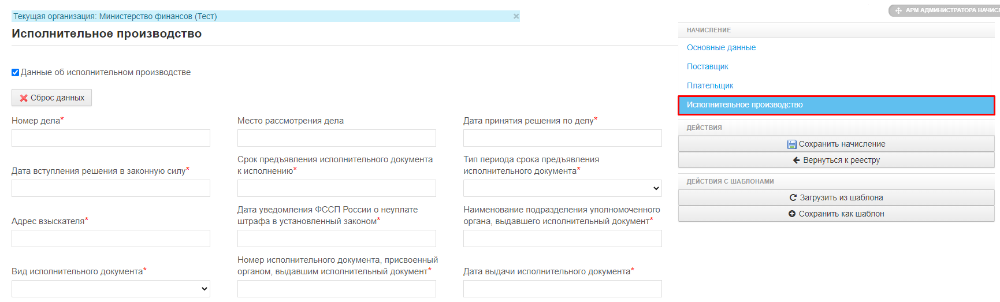 Текущая организация: Министерство финансов (Тест)
Исполнительное производство
Данные об исполнительном производстве
Сброс данных
Номер дела*
Место рассмотрения дела
Дата принятия решения по делу*
Дата вступления решения в законную силу*
Срок предъявления исполнительного документа
к исполнению*
Тип периода срока предъявления
исполнительного документа*
Адрес взыскателя*
Дата уведомления ФССП России о неуплате
штрафа в установленный законом*
Наименование подразделения уполномоченного
органа, выдавшего исполнительный документ*
Вид исполнительного документа*
Номер исполнительного документа, присвоенный
органом, выдавшим исполнительный документ*
Дата выдачи исполнительного документа*
АРМ АДМИНИСТРАТОРА НАЧИСЛ
НАЧИСЛЕНИЕ
Основные данные
Поставщик
Плательщик
Исполнительное производство
ДЕЙСТВИЯ
Сохранить начисление
Вернуться к реестру
ДЕЙСТВИЯ С ШАБЛОНАМИ
Загрузить из шаблона
Сохранить как шаблон